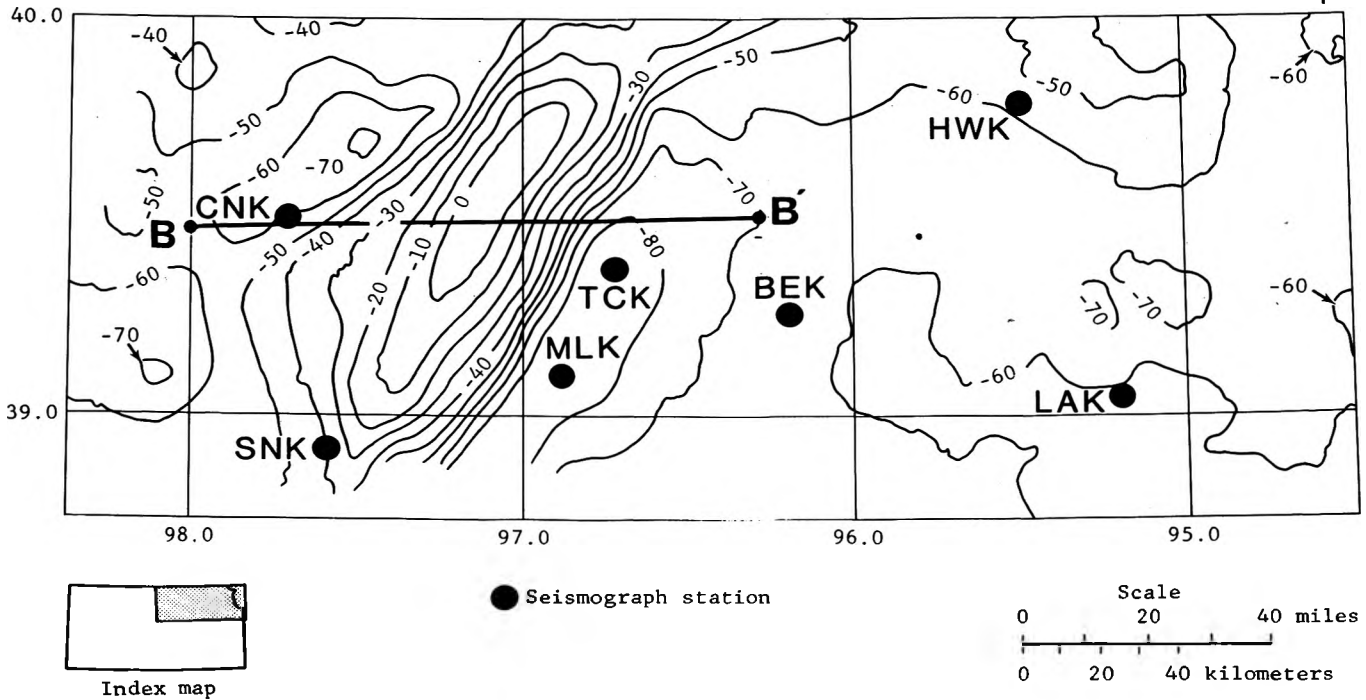 40.0
-40
-40
-30
-50
-60
-50
-60
-50
HWK
-60
-70
-50
CNK
B
-30
0
-10
-70
B´
-80
-50
-40
-60
-20
TCK
BEK
-70
-70
-60
-70
MLK
-40
-60
LAK
39.0
SNK
98.0
97.0
96.0
95.0
Seismograph station
Scale
0 20 40 miles
0 20 40 kilometers
Index map